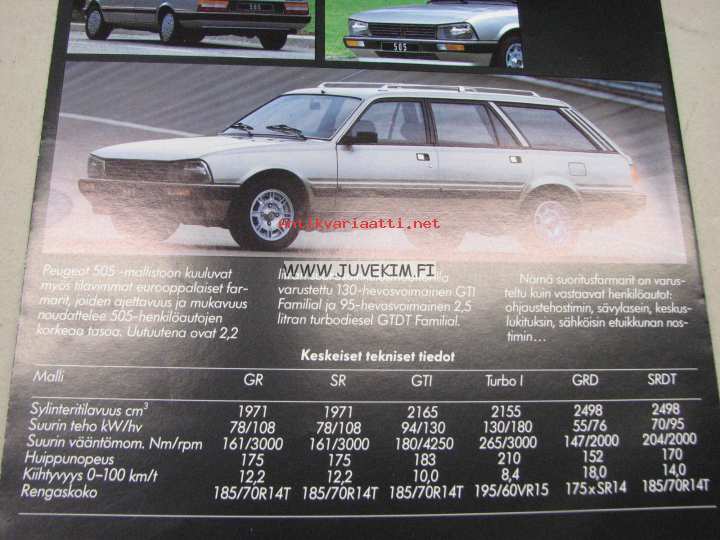 505
505
Antikvariaatti.net
Peugeot 505 -mallistoon kuuluvat
myös tilavimmat eurooppalaiset far-
marit, joiden ajettavuus ja mukavuus
noudattelee 505-henkilöautojen
korkeaa tasoa. Uutuutena ovat 2,2
WWW.JUVEKIM.FI
varustettu 130-hevosvoimainen GTI
Familial ja 95-hevosvoimainen 2,5
litran turbodiesel GTDT Familial.
Nämä suoritusfarmarit on varus-
teltu kuin vastaavat henkilöautot:
ohjaustehostimin, sävylasein, keskus-
lukituksin, sähköisin etuikkunan nos-
timin...
Keskeiset tekniset tiedot
Malli GR SR GTI Turbo I GRD SRDT
Sylinteritilavuus cm³ 1971 1971 2165 2155 2498 2498
Suurin teho kW/hv 78/108 78/108 94/130 130/180 55/76 70/95
Suurin vääntömom. Nm/rpm 161/3000 161/3000 180/4250 265/3000 147/2000 204/2000
Huippunopeus 175 175 183 210 152 170
Kiihtyvyys 0–100 km/t 12,2 12,2 10,0 8,4 18,0 14,0
Rengaskoko 185/70R14T 185/70R14T 185/70R14T 195/60VR15 175xSR14 185/70R14T